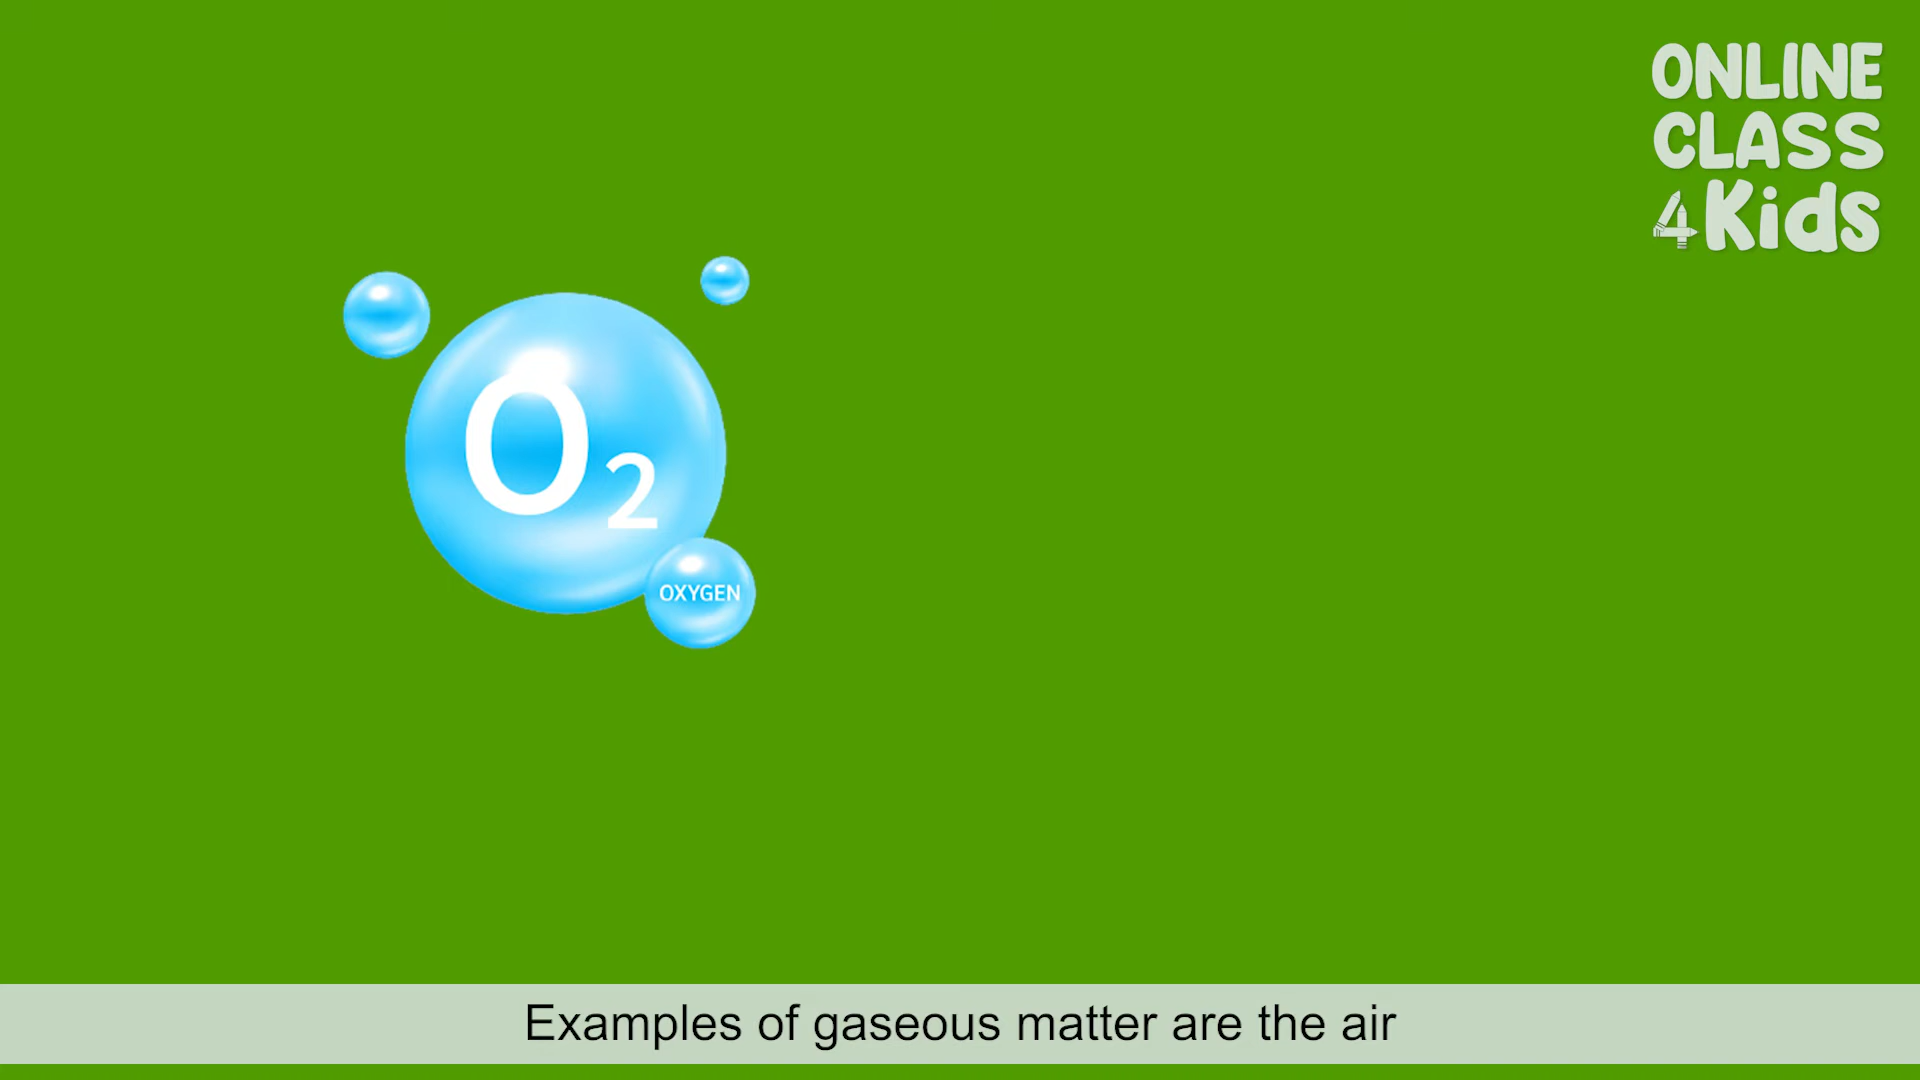 ONLINE
CLASS
4Kids
O2
OXYGEN
Examples of gaseous matter are the air